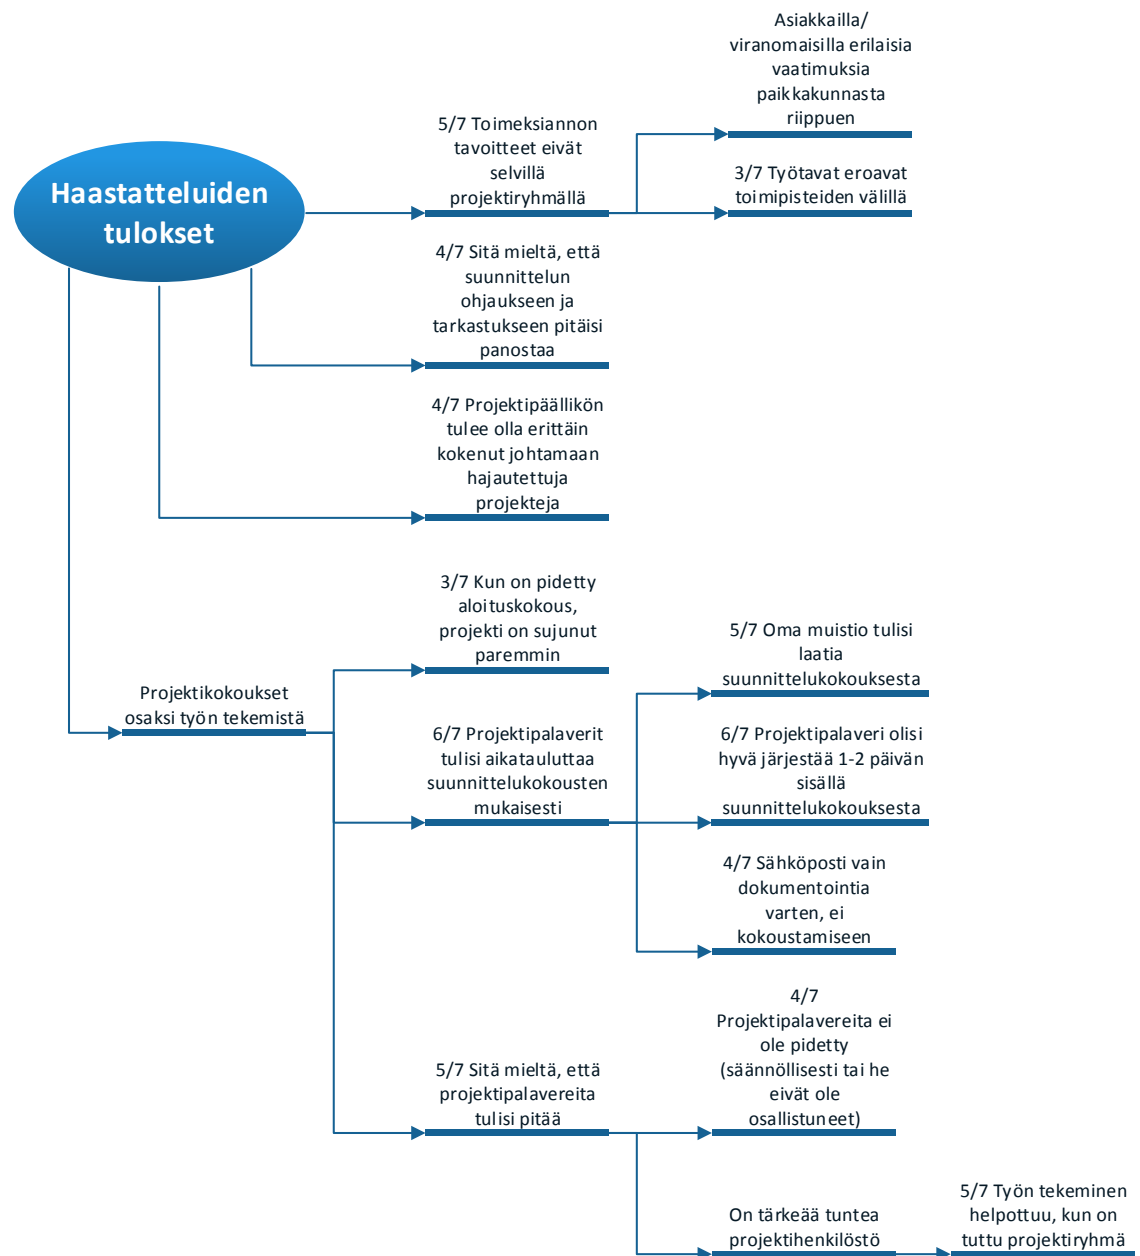 Haastatteluiden
tulokset
5/7 Toimeksiannon
tavoitteet eivät
selvillä
projektiryhmällä
Asiakkailla/
viranomaisilla erilaisia
vaatimuksia
paikkakunnasta
riippuen
3/7 Työtavat eroavat
toimipisteiden välillä
4/7 Sitä mieltä, että
suunnittelun
ohjaukseen ja
tarkastukseen pitäisi
panostaa
4/7 Projektipäällikön
tulee olla erittäin
kokenut johtamaan
hajautettuja
projekteja
Projektikokoukset
osaksi työn tekemistä
3/7 Kun on pidetty
aloituskokous,
projekti on sujunut
paremmin
6/7 Projektipalaverit
tulisi aikatauluttaa
suunnittelukokousten
mukaisesti
5/7 Oma muistio tulisi
laatia
suunnittelukokouksesta
6/7 Projektipalaveri olisi
hyvä järjestää 1-2 päivän
sisällä
suunnittelukokouksesta
4/7 Sähköposti vain
dokumentointia
varten, ei
kokoustamiseen
5/7 Sitä mieltä, että
projektipalavereita
tulisi pitää
4/7
Projektipalavereita ei
ole pidetty
(säännöllisesti tai he
eivät ole
osallistuneet)
On tärkeää tuntea
projektihenkilöstö
5/7 Työn tekeminen
helpottuu, kun on
tuttu projektiryhmä